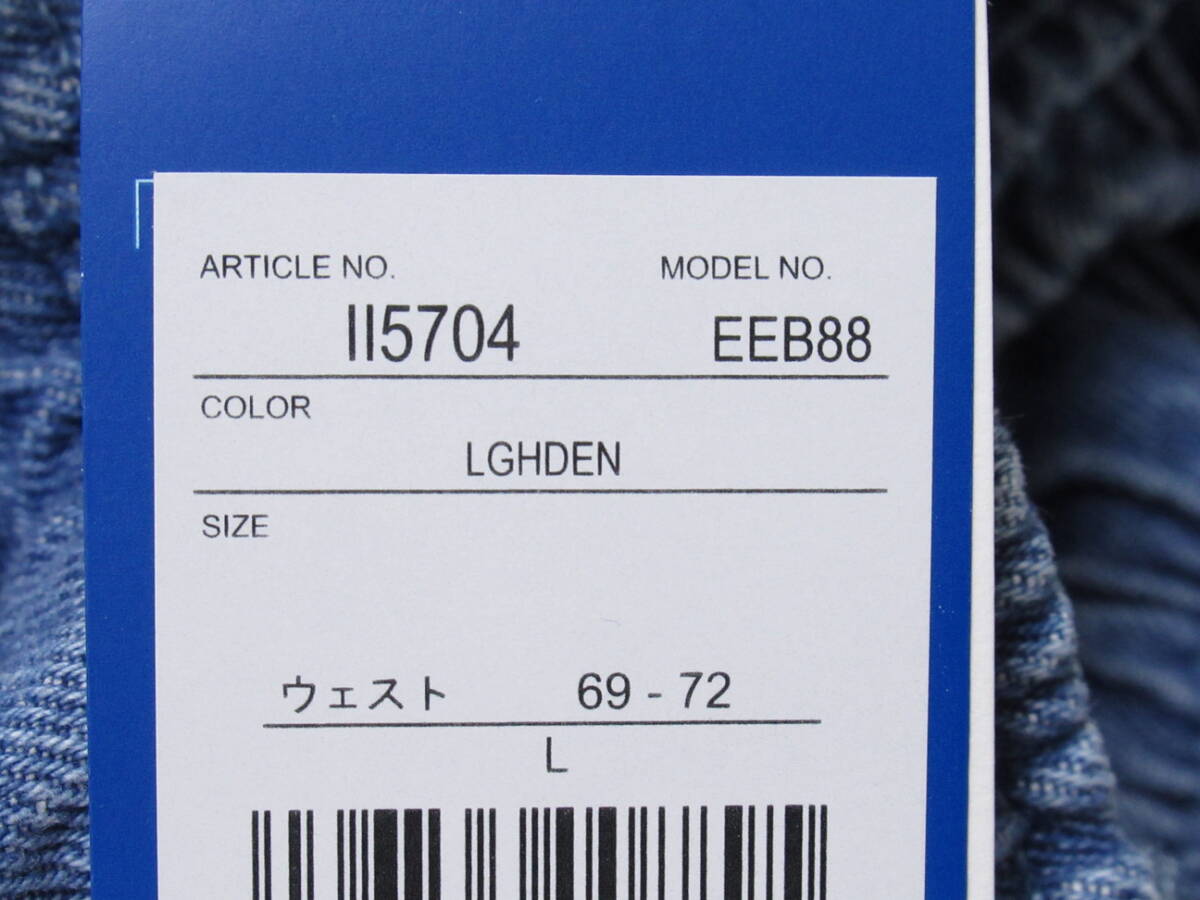 ARTICLE NO. MODEL NO.
II5704 EEB88
COLOR
LGHDEN
SIZE
ウェスト 69 - 72
L